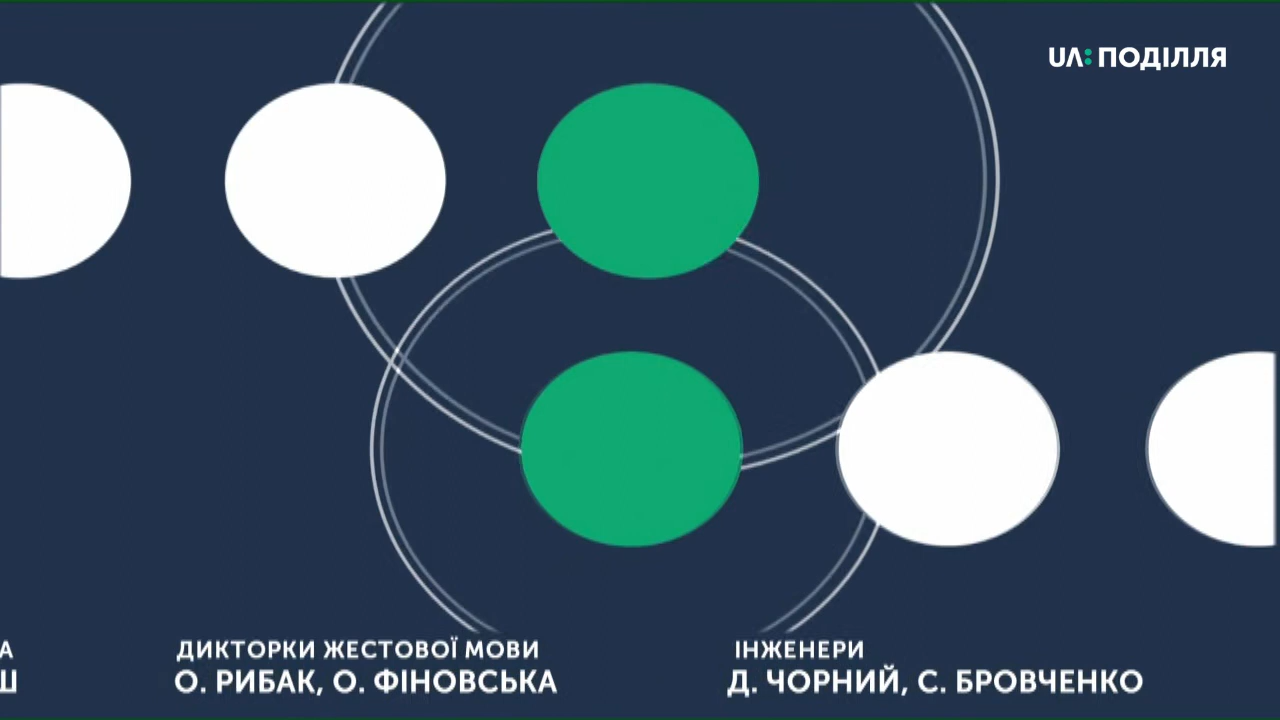 UA: ПОДІЛЛЯ
А
Ш
ДИКТОРКИ ЖЕСТОВОЇ МОВИ
О. РИБАК, О. ФІНОВСЬКА
ІНЖЕНЕРИ
Д. ЧОРНИЙ, С. БРОВЧЕНКО